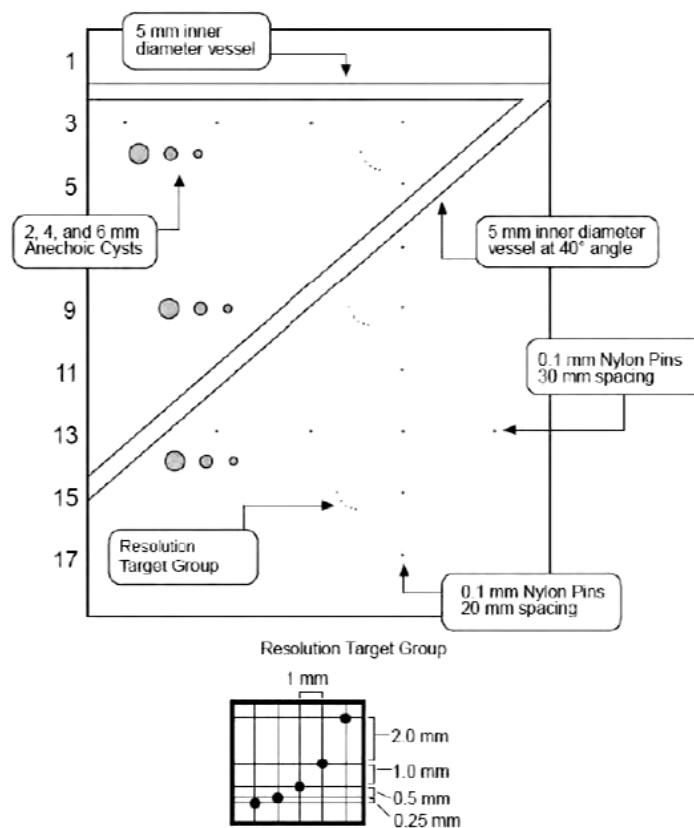 5 mm inner
diameter vessel
1
3
5
2, 4, and 6 mm
Anechoic Cysts
5 mm inner diameter
vessel at 40° angle
9
0.1 mm Nylon Pins
30 mm spacing
11
13
15
Resolution
Target Group
17
0.1 mm Nylon Pins
20 mm spacing
Resolution Target Group
1 mm
2.0 mm
1.0 mm
0.5 mm
0.25 mm